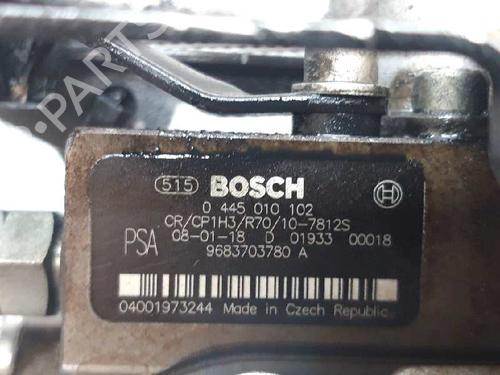 PARTS
515 BOSCH
0 445 010 102
CR/CP1H3/R70/10-7812S
PSA 08-01-18 D 01933 00018
9683703780 A
04001973244 Made in Czech Republic